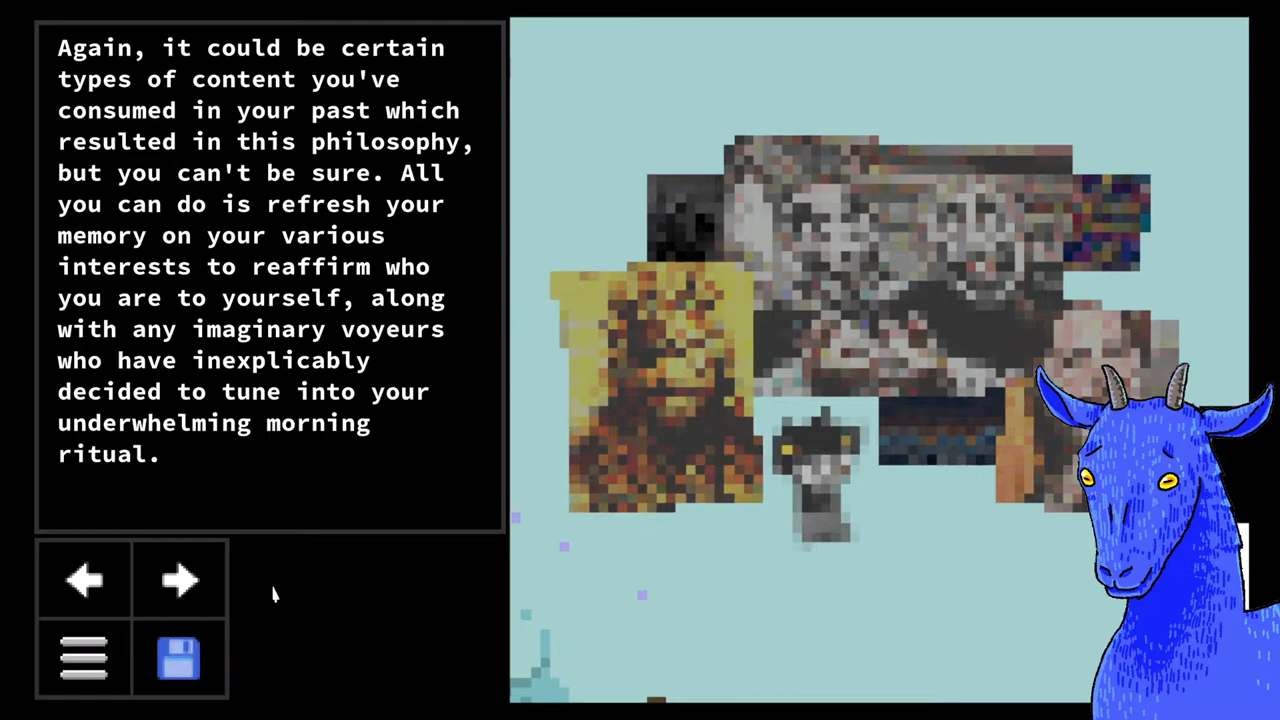 Again, it could be certain
types of content you've
consumed in your past which
resulted in this philosophy,
but you can't be sure. All
you can do is refresh your
memory on your various
interests to reaffirm who
you are to yourself, along
with any imaginary voyeurs
who have inexplicably
decided to tune into your
underwhelming morning
ritual.